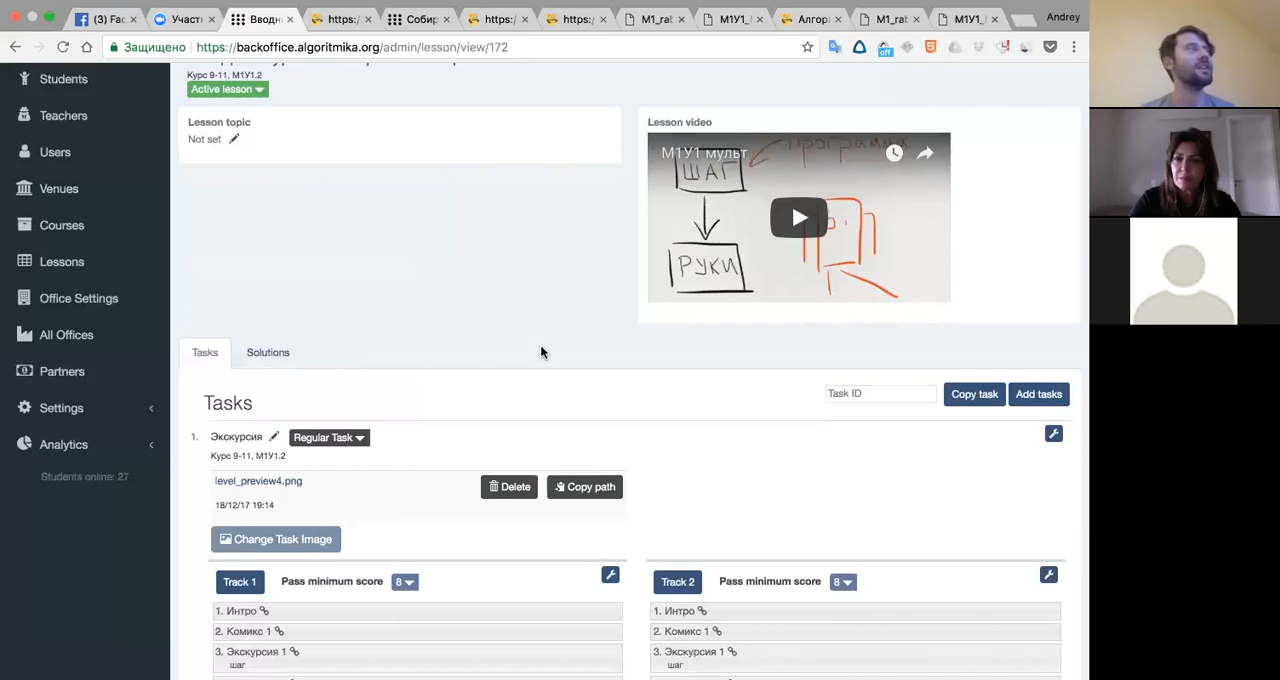 (3) Fac
Участн
Вводн
https:/
Собир
https:/
https:/
M1_rab
М1У1_
Алгор
M1_rab
М1У1_
Andrey
Защищено
https://backoffice.algoritmika.org/admin/lesson/view/172
off
Students
Teachers
Users
Venues
Courses
Lessons
Office Settings
All Offices
Partners
Settings
Analytics
Students online: 27
Курс 9-11, М1У1.2
Active lesson
Lesson topic
Not set
Lesson video
М1У1 мульт
ШАГ
РУКИ
Tasks
Solutions
Tasks
Task ID
Copy task
Add tasks
1.
Экскурсия
Regular Task
Курс 9-11, М1У1.2
level_preview4.png
Delete
Copy path
18/12/17 19:14
Change Task Image
Track 1
Pass minimum score
8
1. Интро
2. Комикс 1
3. Экскурсия 1
шаг
Track 2
Pass minimum score
8
1. Интро
2. Комикс 1
3. Экскурсия 1
шаг